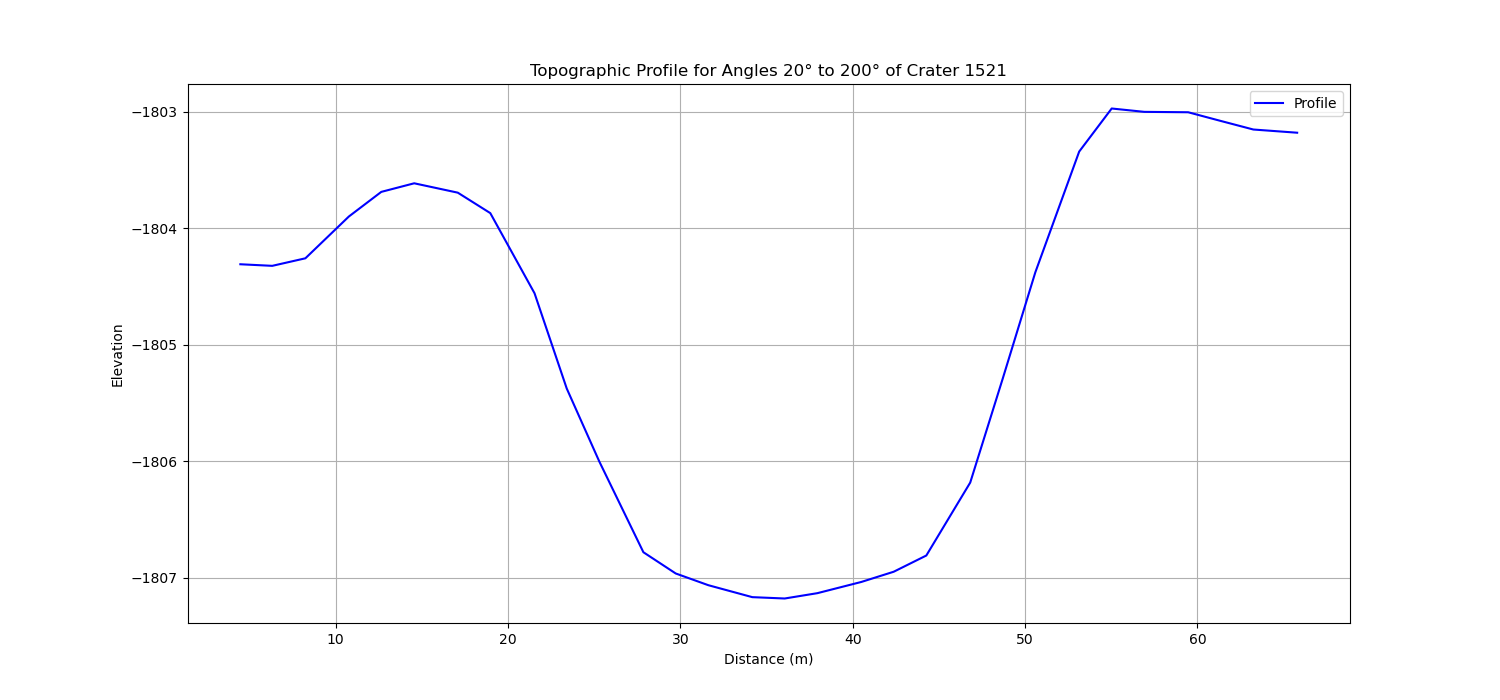 Topographic Profile for Angles 20° to 200° of Crater 1521
Profile
−1803
−1804
−1805
−1806
−1807
Elevation
10 20 30 40 50 60
Distance (m)